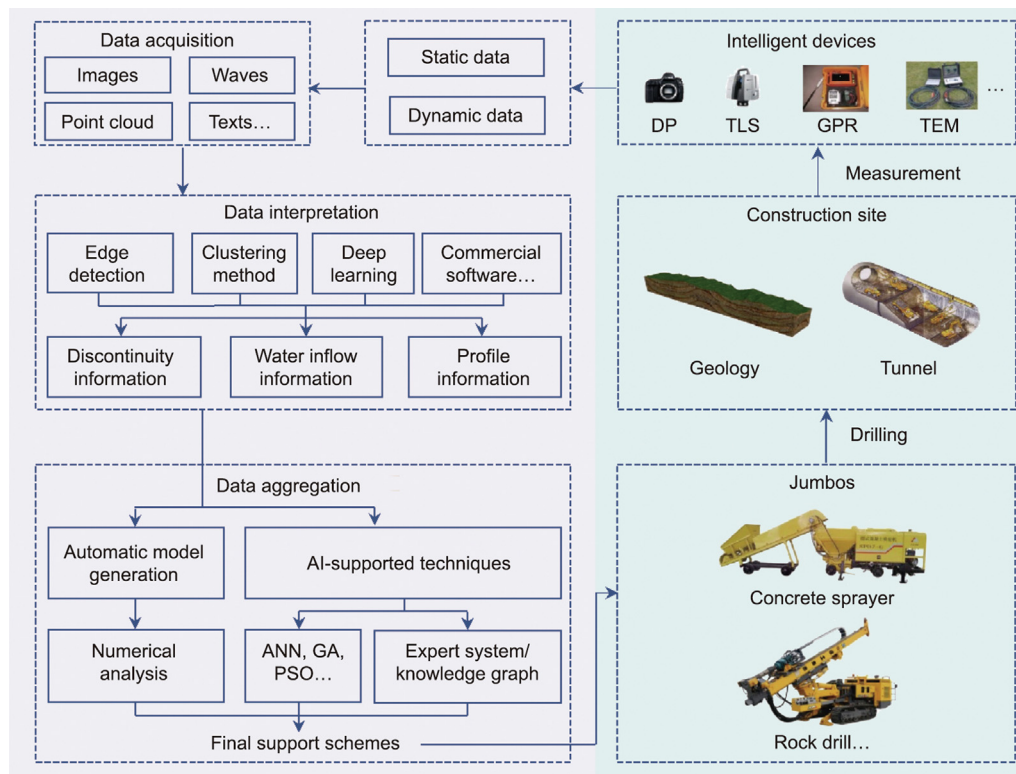 Data acquisition
Images
Waves
Point cloud
Texts…
Static data
Dynamic data
Intelligent devices
DP
TLS
GPR
TEM
…
Measurement
Data interpretation
Edge
detection
Clustering
method
Deep
learning
Commercial
software…
Discontinuity
information
Water inflow
information
Profile
information
Construction site
Geology
Tunnel
Drilling
Data aggregation
Automatic model
generation
AI-supported techniques
Numerical
analysis
ANN, GA,
PSO…
Expert system/
knowledge graph
Final support schemes
Jumbos
Concrete sprayer
Rock drill…